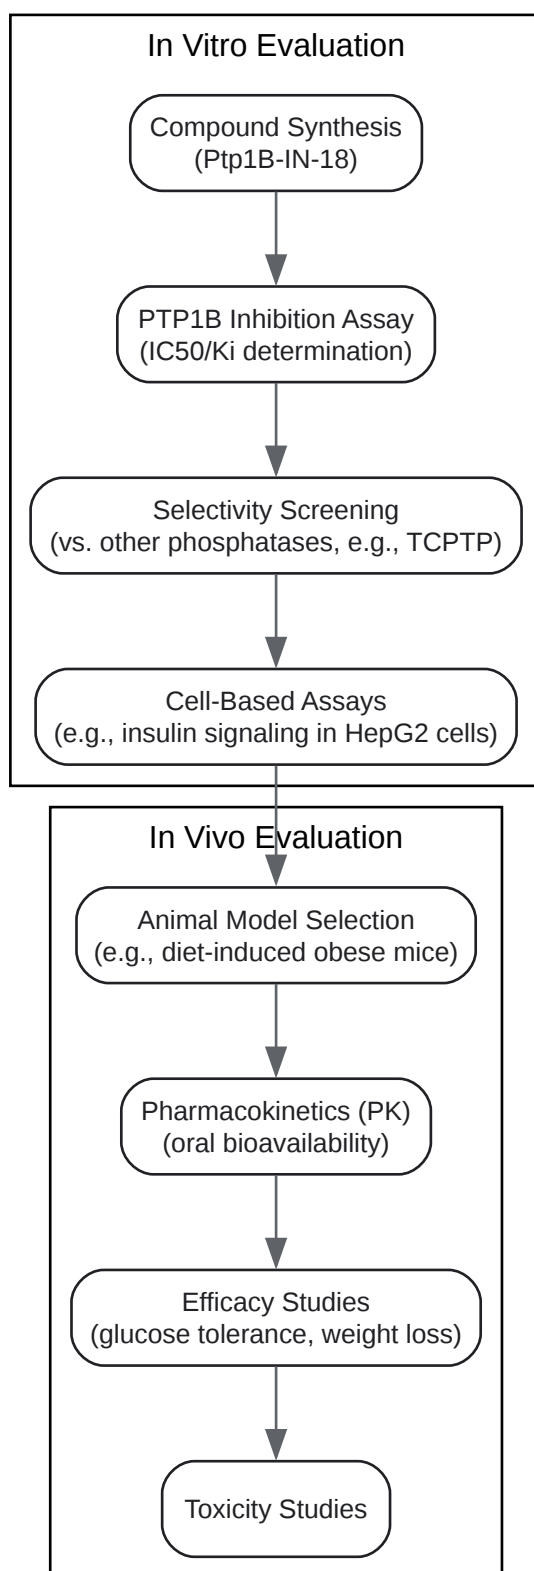 In Vitro Evaluation
Compound Synthesis
(Ptp1B-IN-18)
PTP1B Inhibition Assay
(IC50/Ki determination)
Selectivity Screening
(vs. other phosphatases, e.g., TCPTP)
Cell-Based Assays
(e.g., insulin signaling in HepG2 cells)
In Vivo Evaluation
Animal Model Selection
(e.g., diet-induced obese mice)
Pharmacokinetics (PK)
(oral bioavailability)
Efficacy Studies
(glucose tolerance, weight loss)
Toxicity Studies